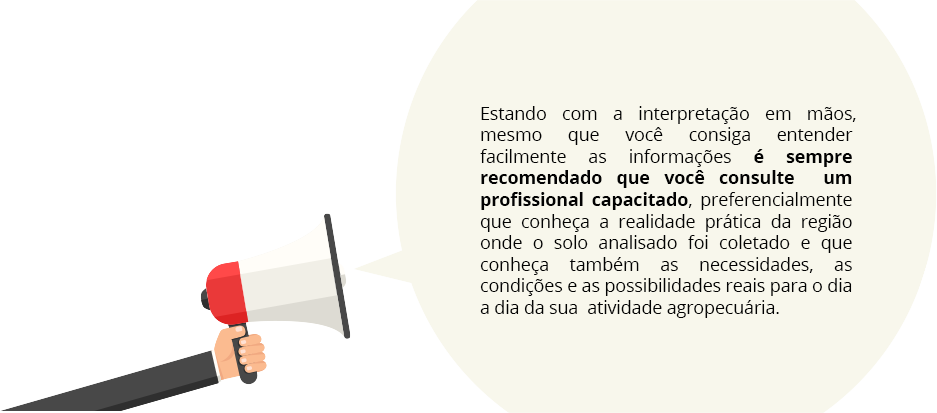 Estando com a interpretação em mãos,
mesmo que você consiga entender
facilmente as informações é sempre
recomendado que você consulte um
profissional capacitado, preferencialmente
que conheça a realidade prática da região
onde o solo analisado foi coletado e que
conheça também as necessidades, as
condições e as possibilidades reais para o dia
a dia da sua atividade agropecuária.